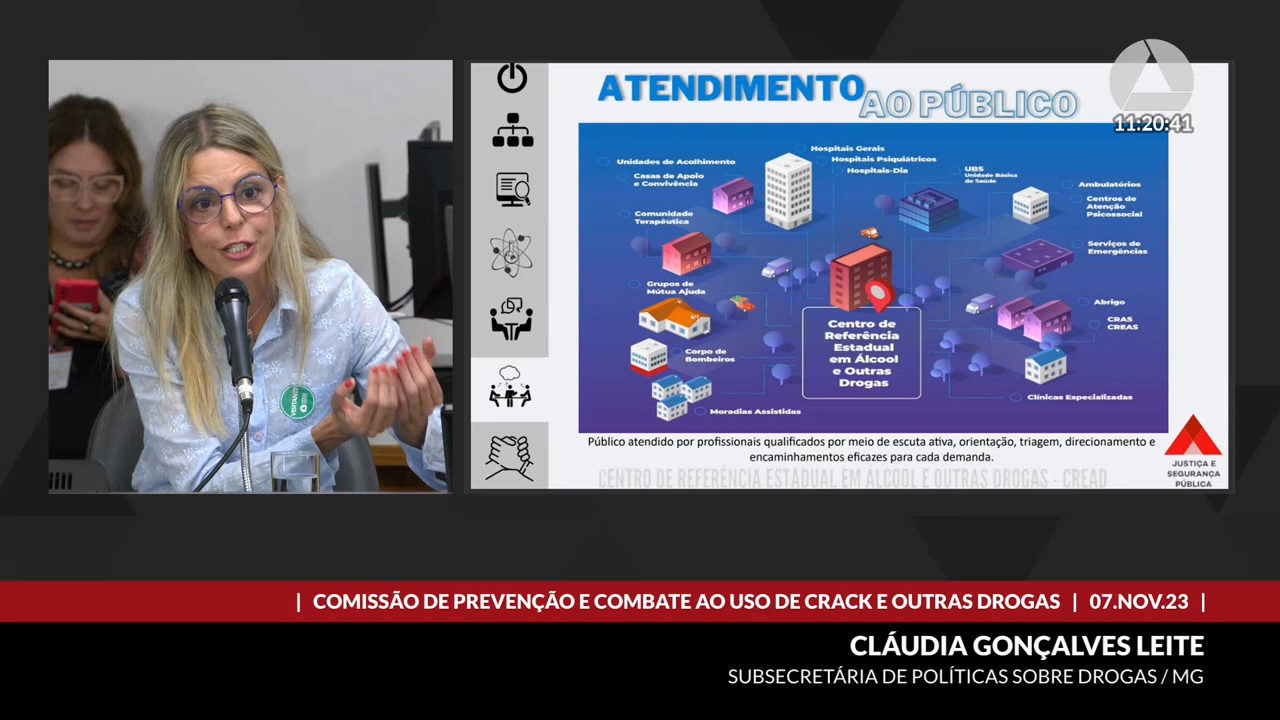 ATENDIMENTO
AO PÚBLICO
11:20:41
Hospitais Gerais
Hospitais Psiquiátricos
Hospitais-Dia
Unidades de Acolhimento
Casas de Apoio
e Convivência
UBS
Unidade Básica
de Saúde
Ambulatórios
Centros de
Atenção
Psicossocial
Comunidade
Terapêutica
Serviços de
Emergências
Grupos de
Mútua Ajuda
Abrigo
CRAS
CREAS
Centro de
Referência
Estadual
em Álcool
e Outras
Drogas
Corpo de
Bombeiros
Clínicas Especializadas
Moradias Assistidas
Público atendido por profissionais qualificados por meio de escuta ativa, orientação, triagem, direcionamento e
encaminhamentos eficazes para cada demanda.
CENTRO DE REFERÊNCIA ESTADUAL EM ÁLCOOL E OUTRAS DROGAS - CREAD
JUSTIÇA E
SEGURANÇA
PÚBLICA
VISITANTE
| COMISSÃO DE PREVENÇÃO E COMBATE AO USO DE CRACK E OUTRAS DROGAS | 07.NOV.23 |
CLÁUDIA GONÇALVES LEITE
SUBSECRETÁRIA DE POLÍTICAS SOBRE DROGAS / MG